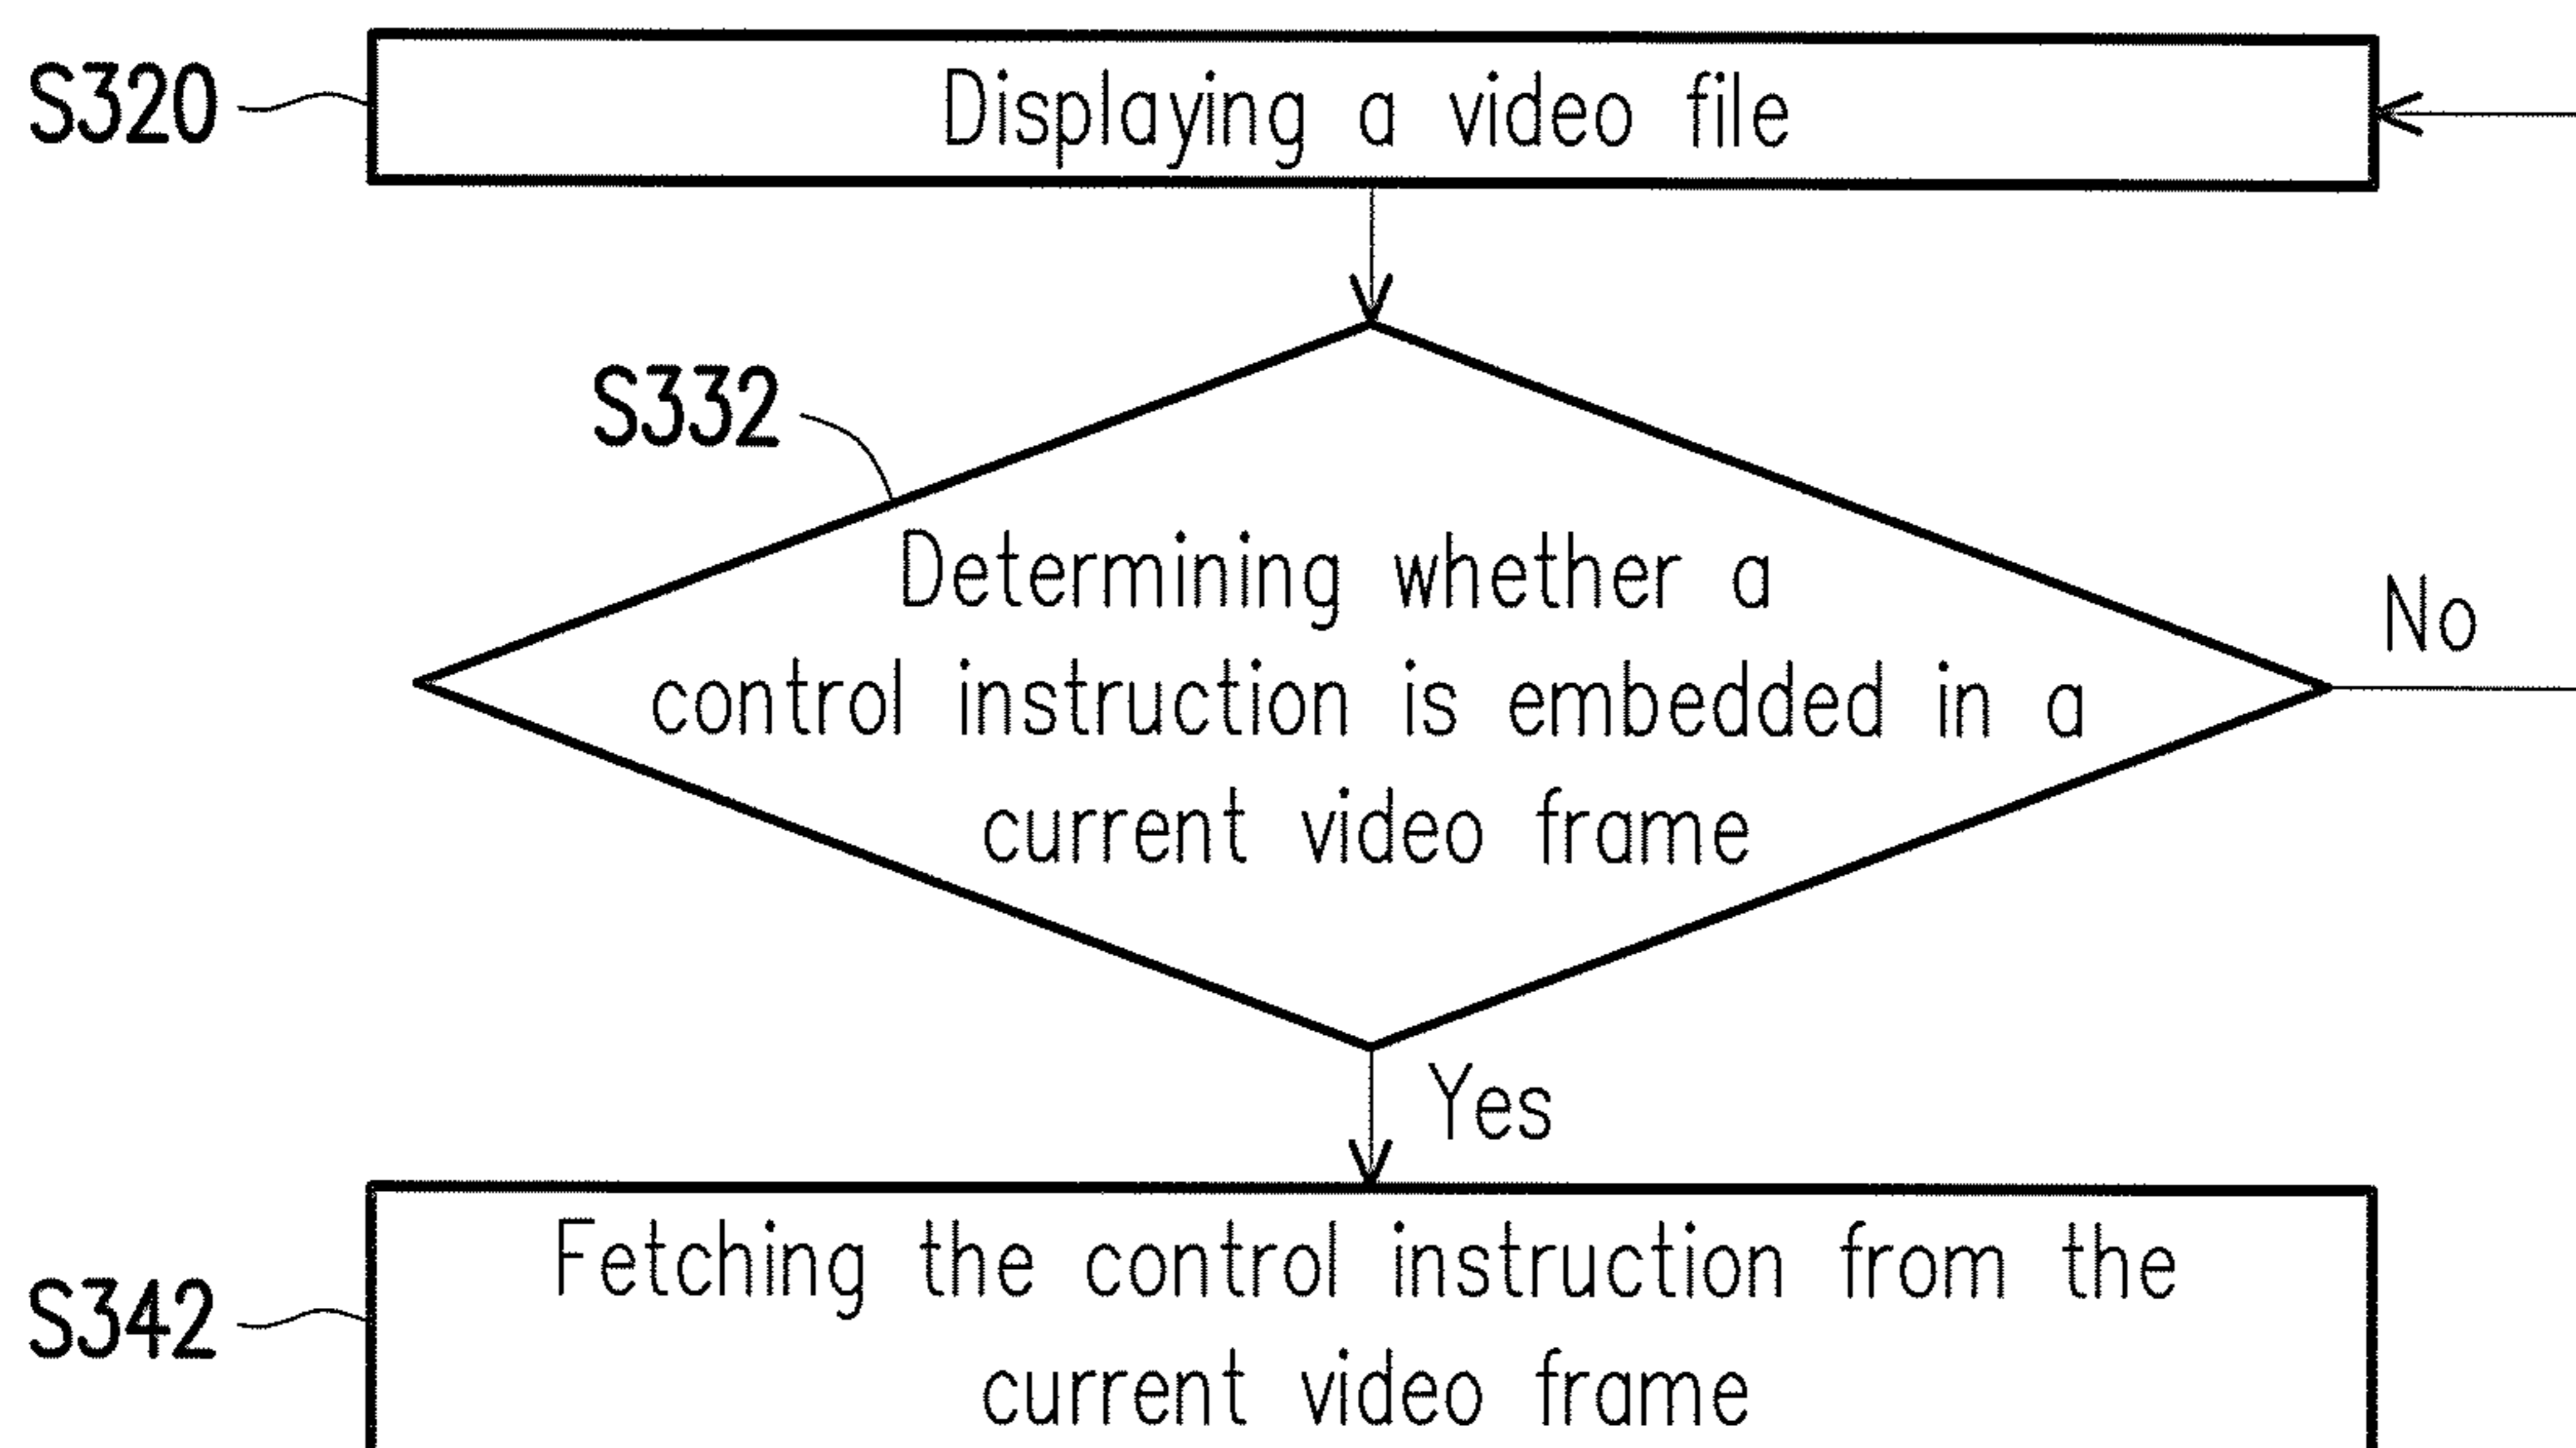 S320
Displaying a video file
S332
Determining whether a
control instruction is embedded in a
current video frame
No
Yes
S342
Fetching the control instruction from the
current video frame